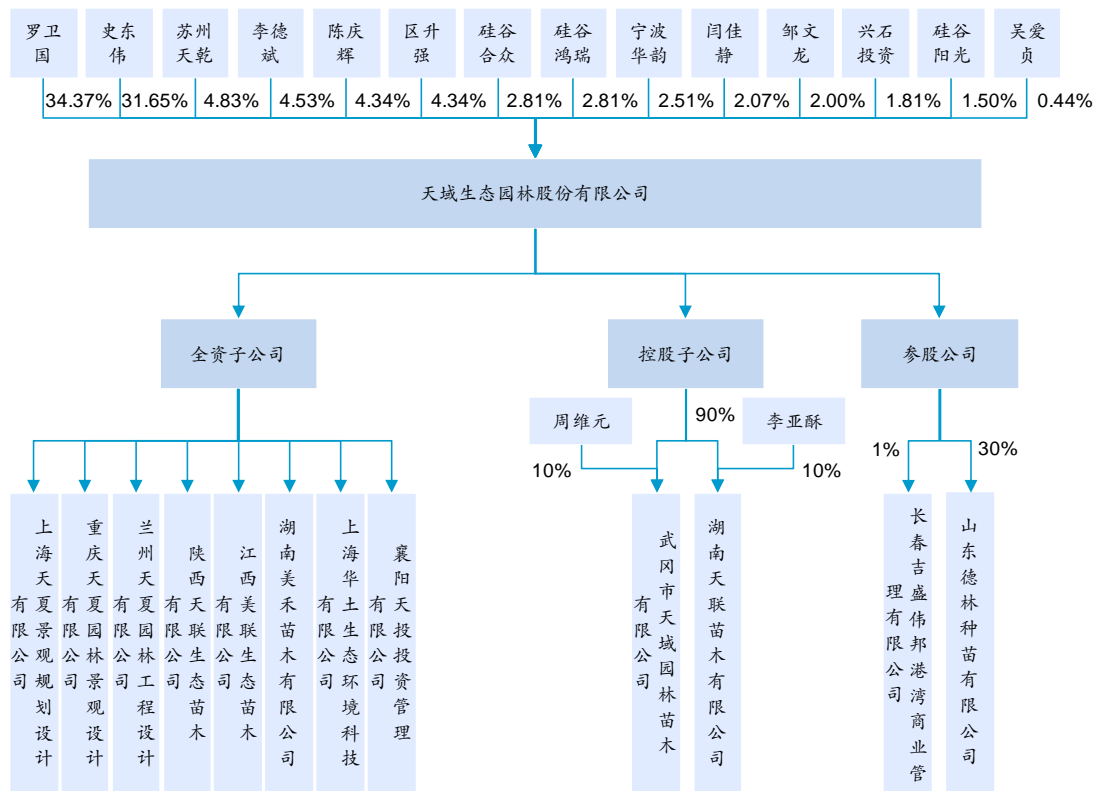 罗卫
国
史东
伟
苏州
天乾
李德
斌
陈庆
辉
区升
强
硅谷
合众
硅谷
鸿瑞
宁波
华韵
闫佳
静
邹文
龙
兴石
投资
硅谷
阳光
吴爱
贞
34.37%
31.65%
4.83%
4.53%
4.34%
4.34%
2.81%
2.81%
2.51%
2.07%
2.00%
1.81%
1.50%
0.44%
天域生态园林股份有限公司
全资子公司
控股子公司
参股公司
周维元
90%
李亚酥
10%
10%
1%
30%
上海天夏景观规划设计
有限公司
重庆天夏园林景观设计
有限公司
兰州天夏园林工程设计
有限公司
陕西天联生态苗木
有限公司
江西美联生态苗木
有限公司
湖南美禾苗木有限公司
上海华土生态环境科技
有限公司
襄阳天投投资管理
有限公司
武冈市天域园林苗木
有限公司
湖南天联苗木有限公司
长春吉盛伟邦港湾商业管
理有限公司
山东德林种苗有限公司